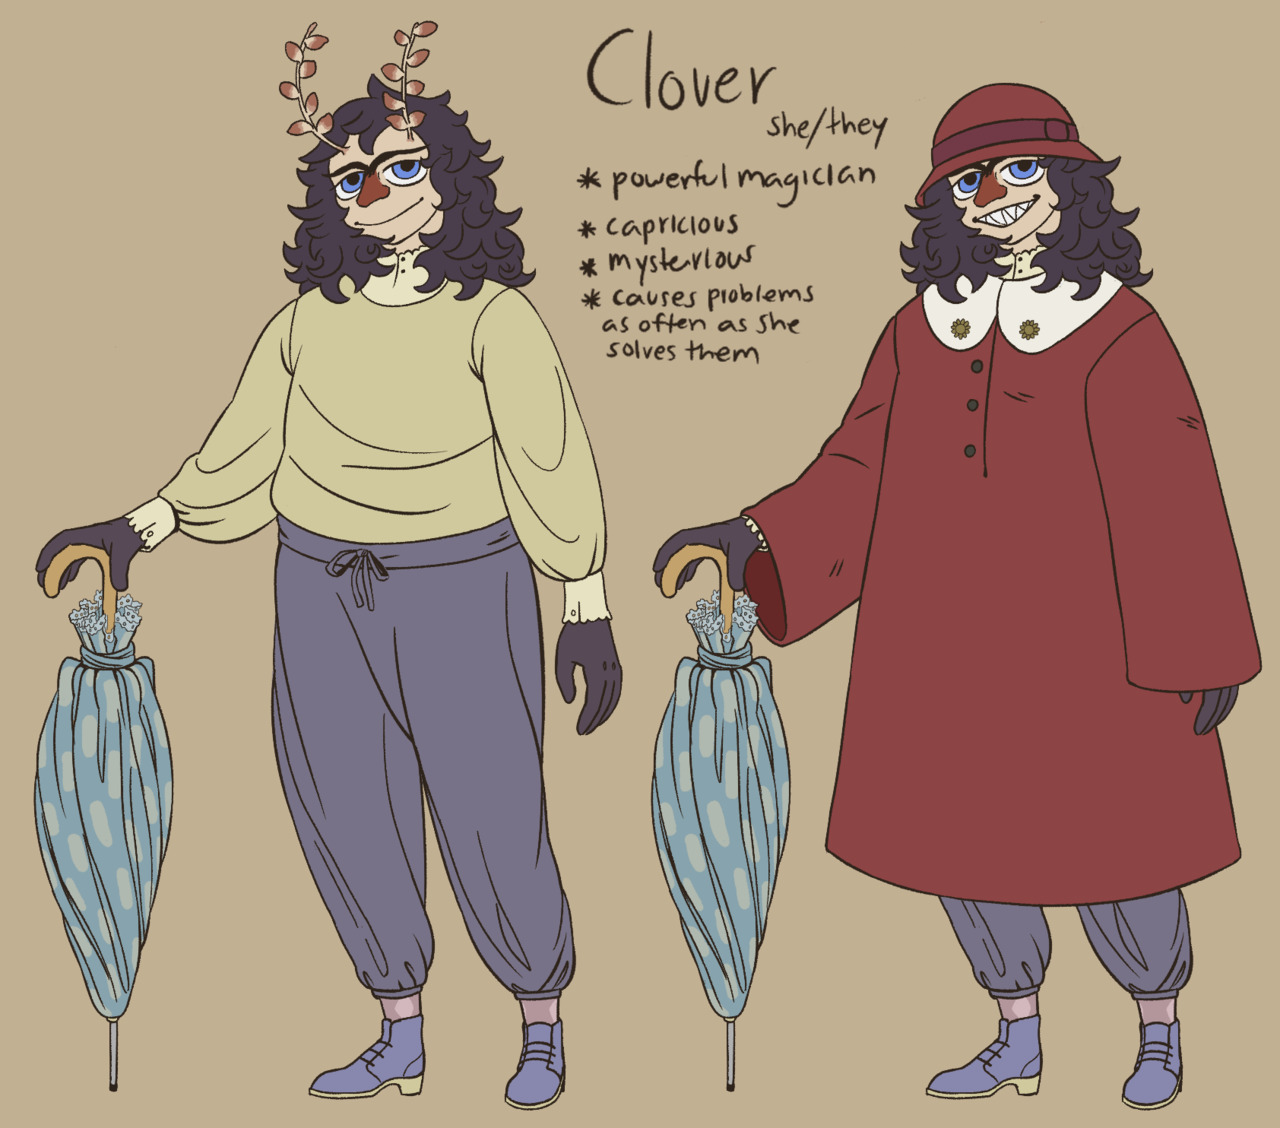 Clover
she/they
* powerful magician
* capricious
* mysterious
* causes problems
as often as she
solves them